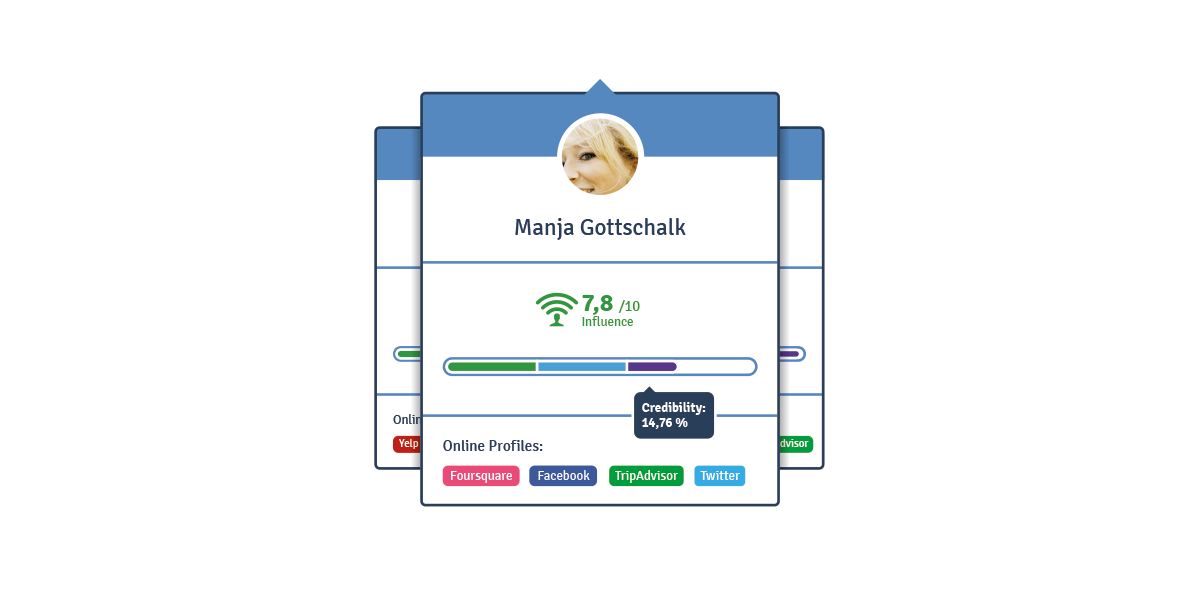 Manja Gottschalk
7,8 /10
Influence
Credibility:
14,76 %
Onlin
Online Profiles:
Yelp
Foursquare Facebook TripAdvisor Twitter
dvisor